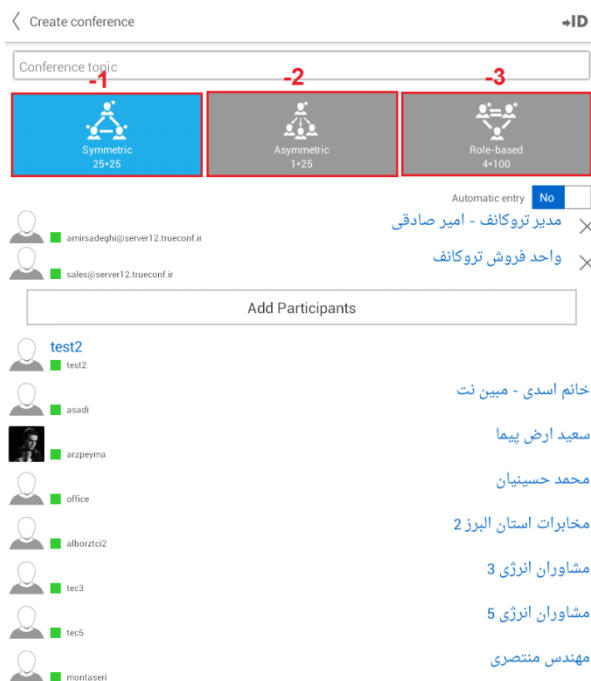 Create conference
ID
Conference topic
-1 -2 -3
Symmetric
25*25
Asymmetric
1*25
Role-based
4*100
Automatic entry No
مدیر تروکانف - امیر صادقی
amirsadeghi@server12.trueconf.ir
واحد فروش تروکانف
sales@server12.trueconf.ir
Add Participants
test2
test2
خانم اسدی - مبین نت
asadi
سعید ارض پیما
arzpeyma
محمد حسینیان
office
مخابرات استان البرز 2
alborztci2
مشاوران انرژی 3
tec3
مشاوران انرژی 5
tec5
مهندس منتصری
montaseri